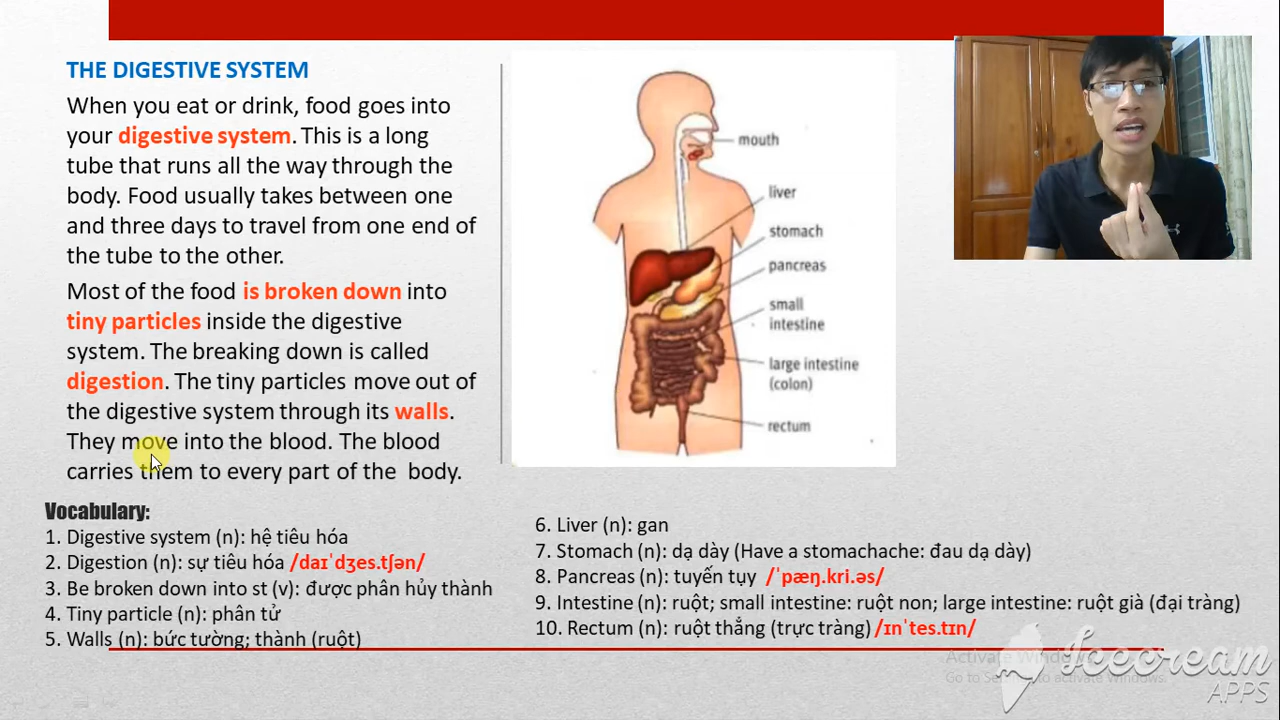 THE DIGESTIVE SYSTEM
When you eat or drink, food goes into
your digestive system. This is a long
tube that runs all the way through the
body. Food usually takes between one
and three days to travel from one end of
the tube to the other.
Most of the food is broken down into
tiny particles inside the digestive
system. The breaking down is called
digestion. The tiny particles move out of
the digestive system through its walls.
They move into the blood. The blood
carries them to every part of the body.
mouth
liver
stomach
pancreas
small
intestine
large intestine
(colon)
rectum
Vocabulary:
1. Digestive system (n): hệ tiêu hóa
2. Digestion (n): sự tiêu hóa /daɪˈdʒes.tʃən/
3. Be broken down into st (v): được phân hủy thành
4. Tiny particle (n): phân tử
5. Walls (n): bức tường; thành (ruột)
6. Liver (n): gan
7. Stomach (n): dạ dày (Have a stomachache: đau dạ dày)
8. Pancreas (n): tuyến tụy /ˈpæŋ.kri.əs/
9. Intestine (n): ruột; small intestine: ruột non; large intestine: ruột già (đại tràng)
10. Rectum (n): ruột thẳng (trực tràng) /ɪnˈtes.tɪn/
Activate Windows
Go to Settings to activate Windows.
Icecream
APPS